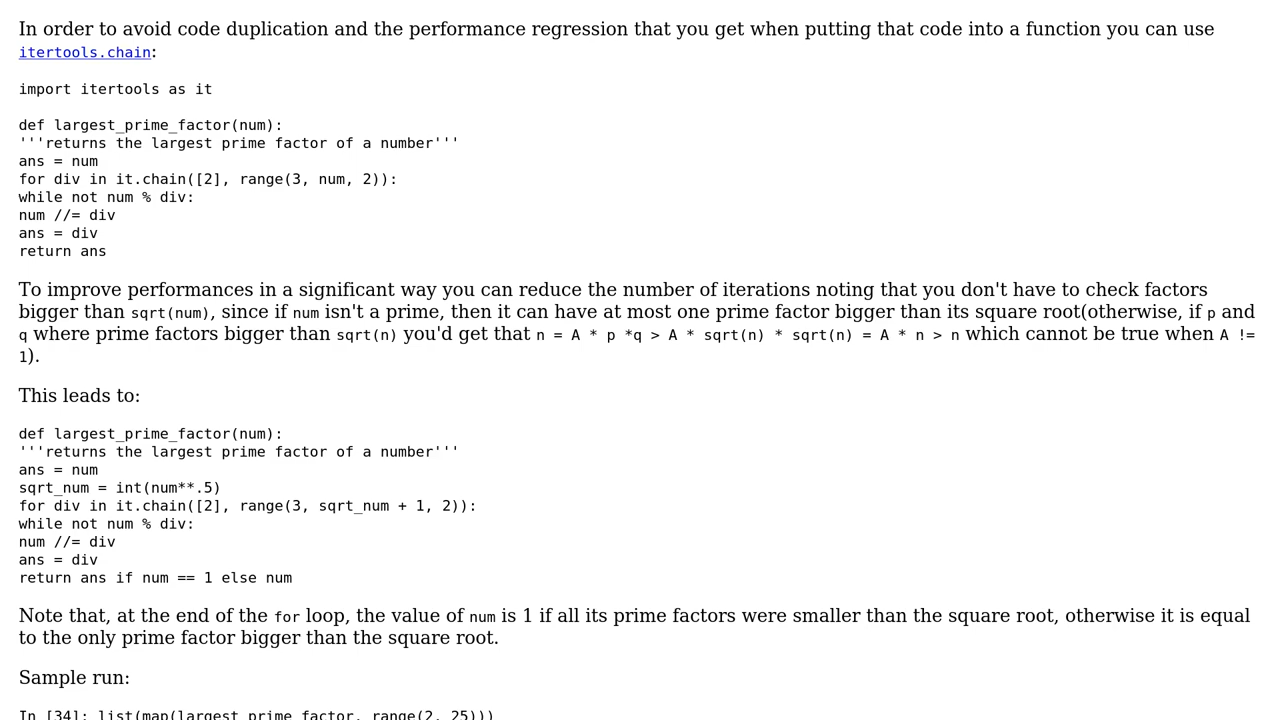 In order to avoid code duplication and the performance regression that you get when putting that code into a function you can use
itertools.chain:
import itertools as it
def largest_prime_factor(num):
'''returns the largest prime factor of a number'''
ans = num
for div in it.chain([2], range(3, num, 2)):
while not num % div:
num //= div
ans = div
return ans
To improve performances in a significant way you can reduce the number of iterations noting that you don't have to check factors
bigger than sqrt(num), since if num isn't a prime, then it can have at most one prime factor bigger than its square root(otherwise, if p and
q where prime factors bigger than sqrt(n) you'd get that n = A * p *q > A * sqrt(n) * sqrt(n) = A * n > n which cannot be true when A !=
1).
This leads to:
def largest_prime_factor(num):
'''returns the largest prime factor of a number'''
ans = num
sqrt_num = int(num**.5)
for div in it.chain([2], range(3, sqrt_num + 1, 2)):
while not num % div:
num //= div
ans = div
return ans if num == 1 else num
Note that, at the end of the for loop, the value of num is 1 if all its prime factors were smaller than the square root, otherwise it is equal
to the only prime factor bigger than the square root.
Sample run:
In [34]: list(map(largest_prime_factor, range(2, 25)))